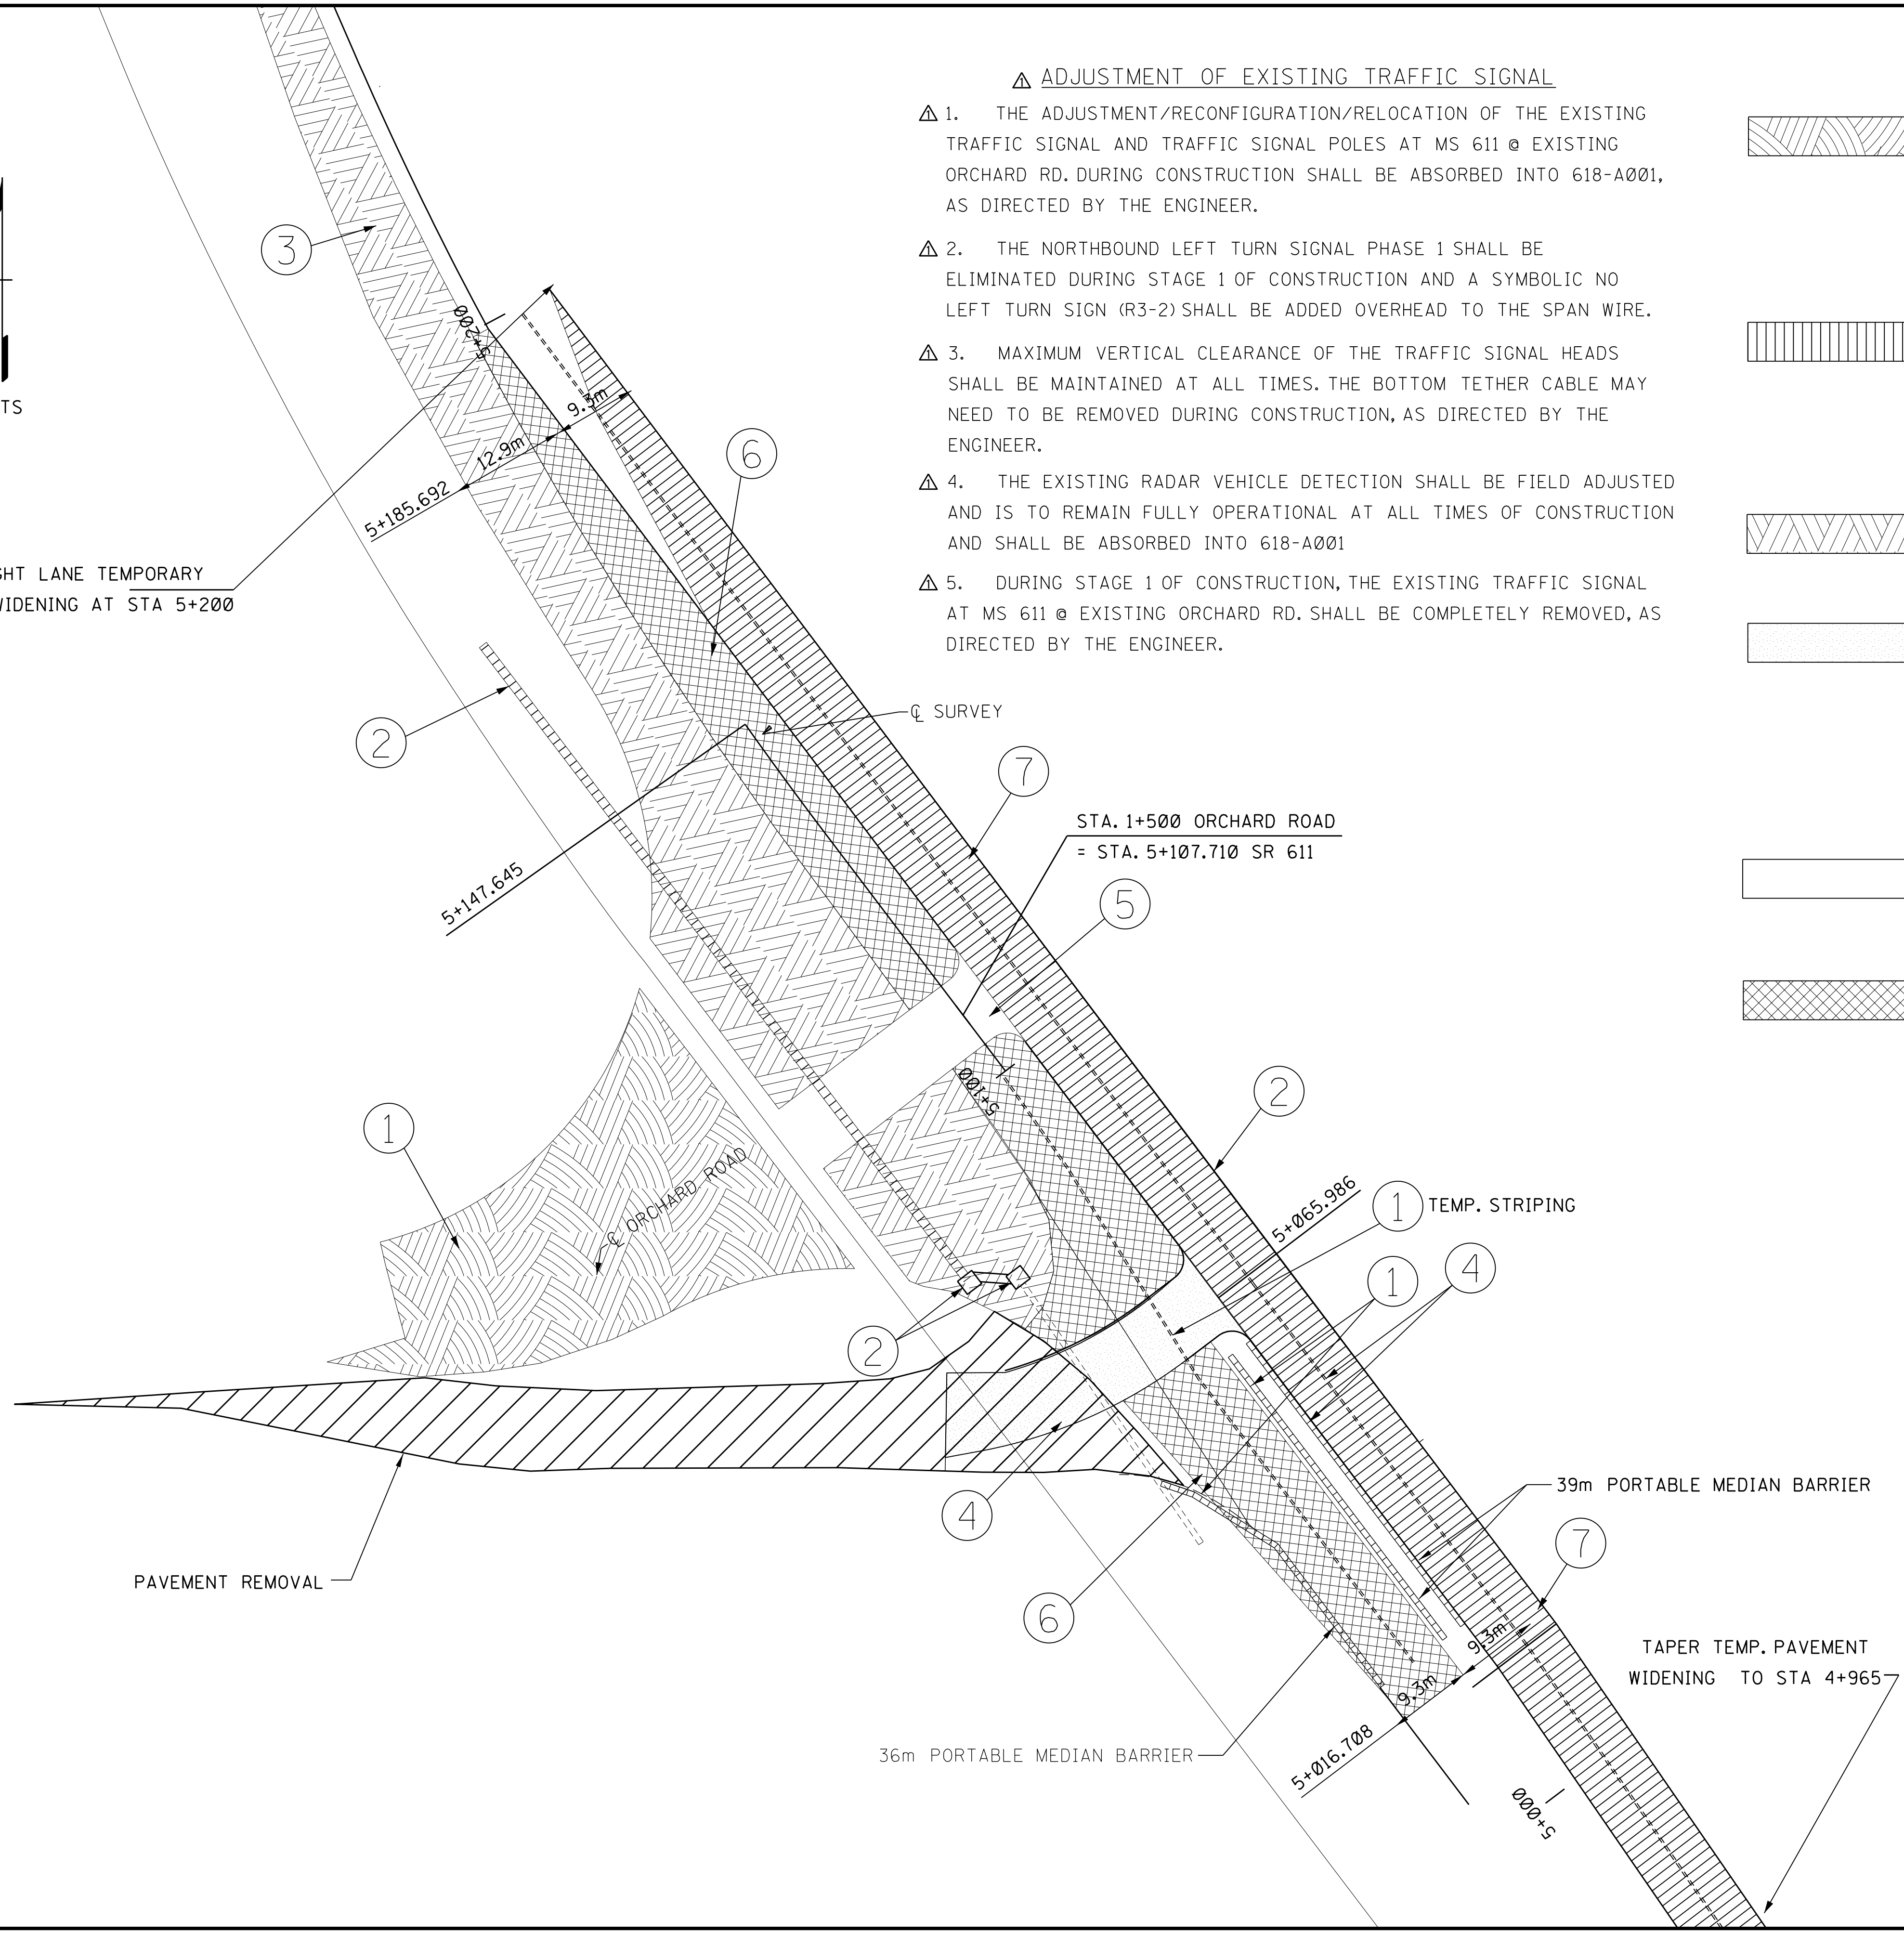 ⚠1 ADJUSTMENT OF EXISTING TRAFFIC SIGNAL
⚠1 1. THE ADJUSTMENT/RECONFIGURATION/RELOCATION OF THE EXISTING
TRAFFIC SIGNAL AND TRAFFIC SIGNAL POLES AT MS 611 @ EXISTING
ORCHARD RD. DURING CONSTRUCTION SHALL BE ABSORBED INTO 618-A001,
AS DIRECTED BY THE ENGINEER.
⚠1 2. THE NORTHBOUND LEFT TURN SIGNAL PHASE 1 SHALL BE
ELIMINATED DURING STAGE 1 OF CONSTRUCTION AND A SYMBOLIC NO
LEFT TURN SIGN (R3-2) SHALL BE ADDED OVERHEAD TO THE SPAN WIRE.
⚠1 3. MAXIMUM VERTICAL CLEARANCE OF THE TRAFFIC SIGNAL HEADS
SHALL BE MAINTAINED AT ALL TIMES. THE BOTTOM TETHER CABLE MAY
NEED TO BE REMOVED DURING CONSTRUCTION, AS DIRECTED BY THE
ENGINEER.
⚠1 4. THE EXISTING RADAR VEHICLE DETECTION SHALL BE FIELD ADJUSTED
AND IS TO REMAIN FULLY OPERATIONAL AT ALL TIMES OF CONSTRUCTION
AND SHALL BE ABSORBED INTO 618-A001
⚠1 5. DURING STAGE 1 OF CONSTRUCTION, THE EXISTING TRAFFIC SIGNAL
AT MS 611 @ EXISTING ORCHARD RD. SHALL BE COMPLETELY REMOVED, AS
DIRECTED BY THE ENGINEER.
3
5+200
TS
9.3m
12.9m
6
5+185.692
GHT LANE TEMPORARY
WIDENING AT STA 5+200
2
℄ SURVEY
7
STA. 1+500 ORCHARD ROAD
= STA. 5+107.710 SR 611
5+147.645
5
5+100
2
1
℄ ORCHARD ROAD
5+065.986
1 TEMP. STRIPING
1
4
2
4
39m PORTABLE MEDIAN BARRIER
7
PAVEMENT REMOVAL
6
9.3m
TAPER TEMP. PAVEMENT
WIDENING TO STA 4+965
9.3m
36m PORTABLE MEDIAN BARRIER
5+016.708
5+000